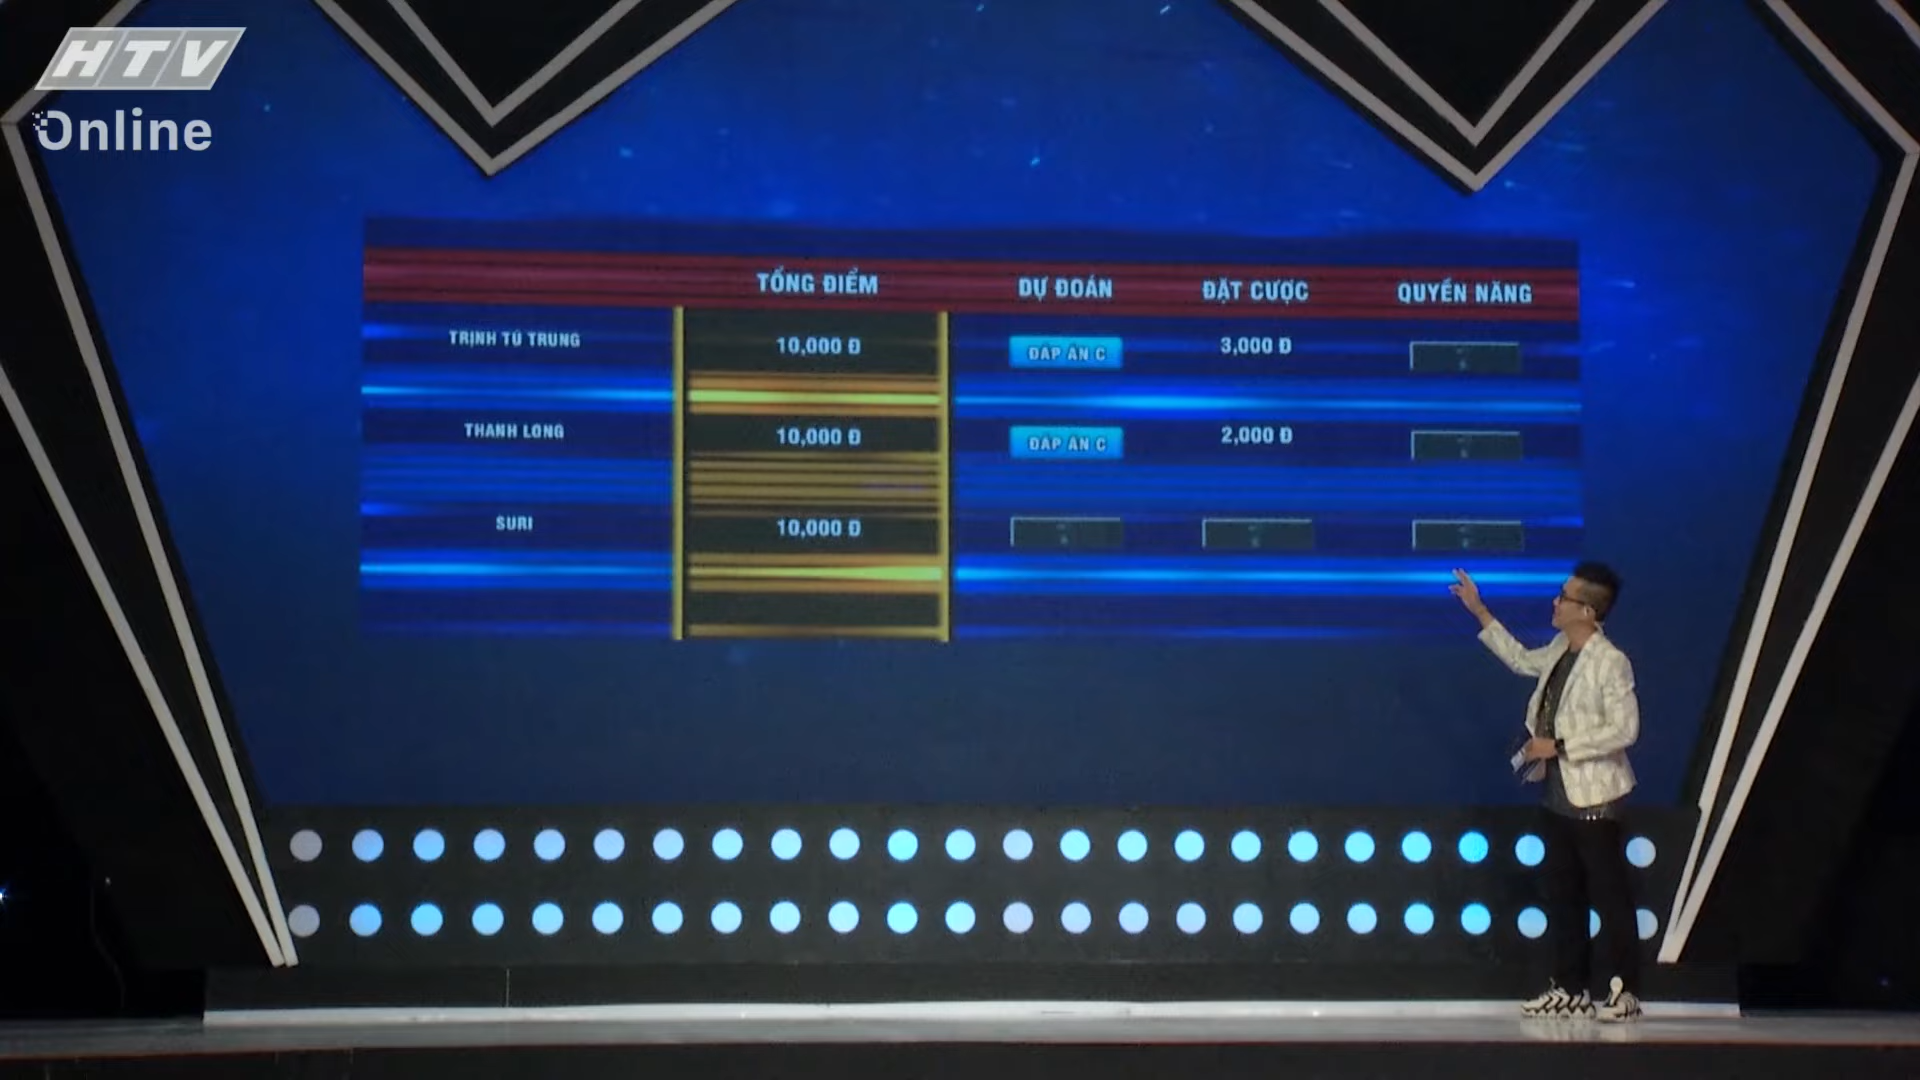 HTV
Online
TỔNG ĐIỂM DỰ ĐOÁN ĐẶT CƯỢC QUYỀN NĂNG
TRỊNH TÚ TRUNG 10,000 Đ ĐÁP ÁN C 3,000 Đ
THANH LONG 10,000 Đ ĐÁP ÁN C 2,000 Đ
SURI 10,000 Đ